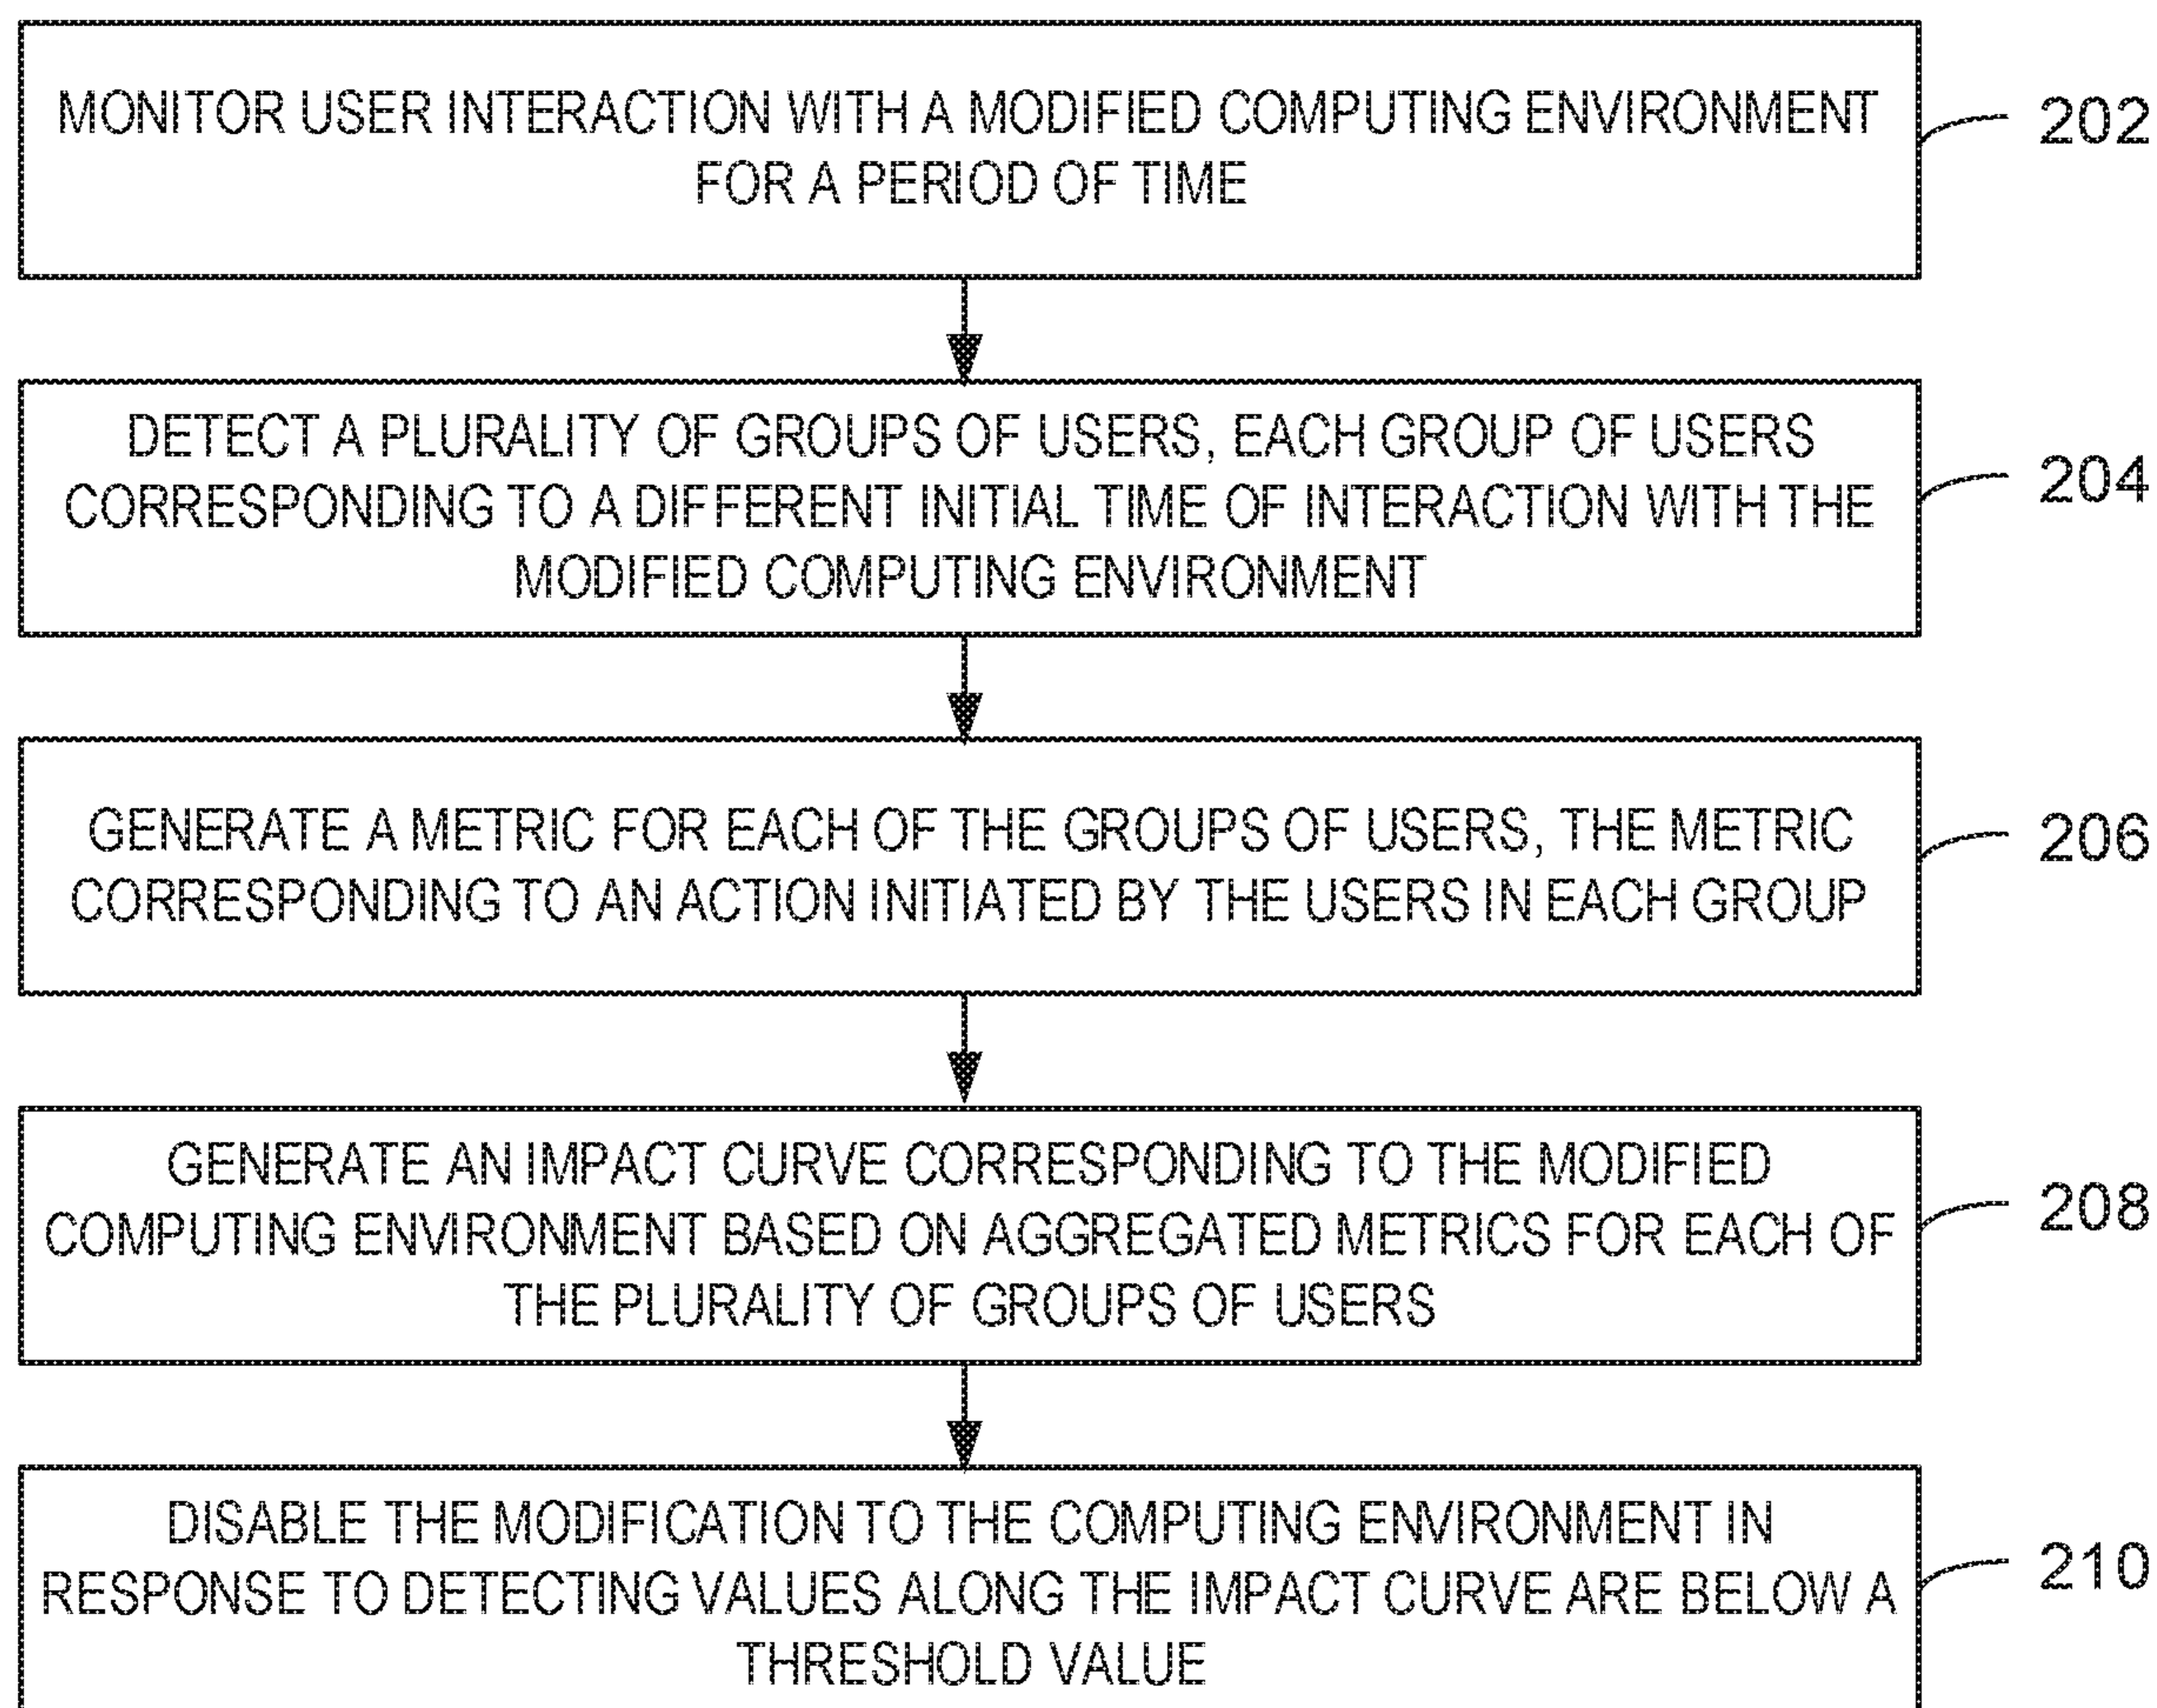 MONITOR USER INTERACTION WITH A MODIFIED COMPUTING ENVIRONMENT
FOR A PERIOD OF TIME
202
DETECT A PLURALITY OF GROUPS OF USERS, EACH GROUP OF USERS
CORRESPONDING TO A DIFFERENT INITIAL TIME OF INTERACTION WITH THE
MODIFIED COMPUTING ENVIRONMENT
204
GENERATE A METRIC FOR EACH OF THE GROUPS OF USERS, THE METRIC
CORRESPONDING TO AN ACTION INITIATED BY THE USERS IN EACH GROUP
206
GENERATE AN IMPACT CURVE CORRESPONDING TO THE MODIFIED
COMPUTING ENVIRONMENT BASED ON AGGREGATED METRICS FOR EACH OF
THE PLURALITY OF GROUPS OF USERS
208
DISABLE THE MODIFICATION TO THE COMPUTING ENVIRONMENT IN
RESPONSE TO DETECTING VALUES ALONG THE IMPACT CURVE ARE BELOW A
THRESHOLD VALUE
210